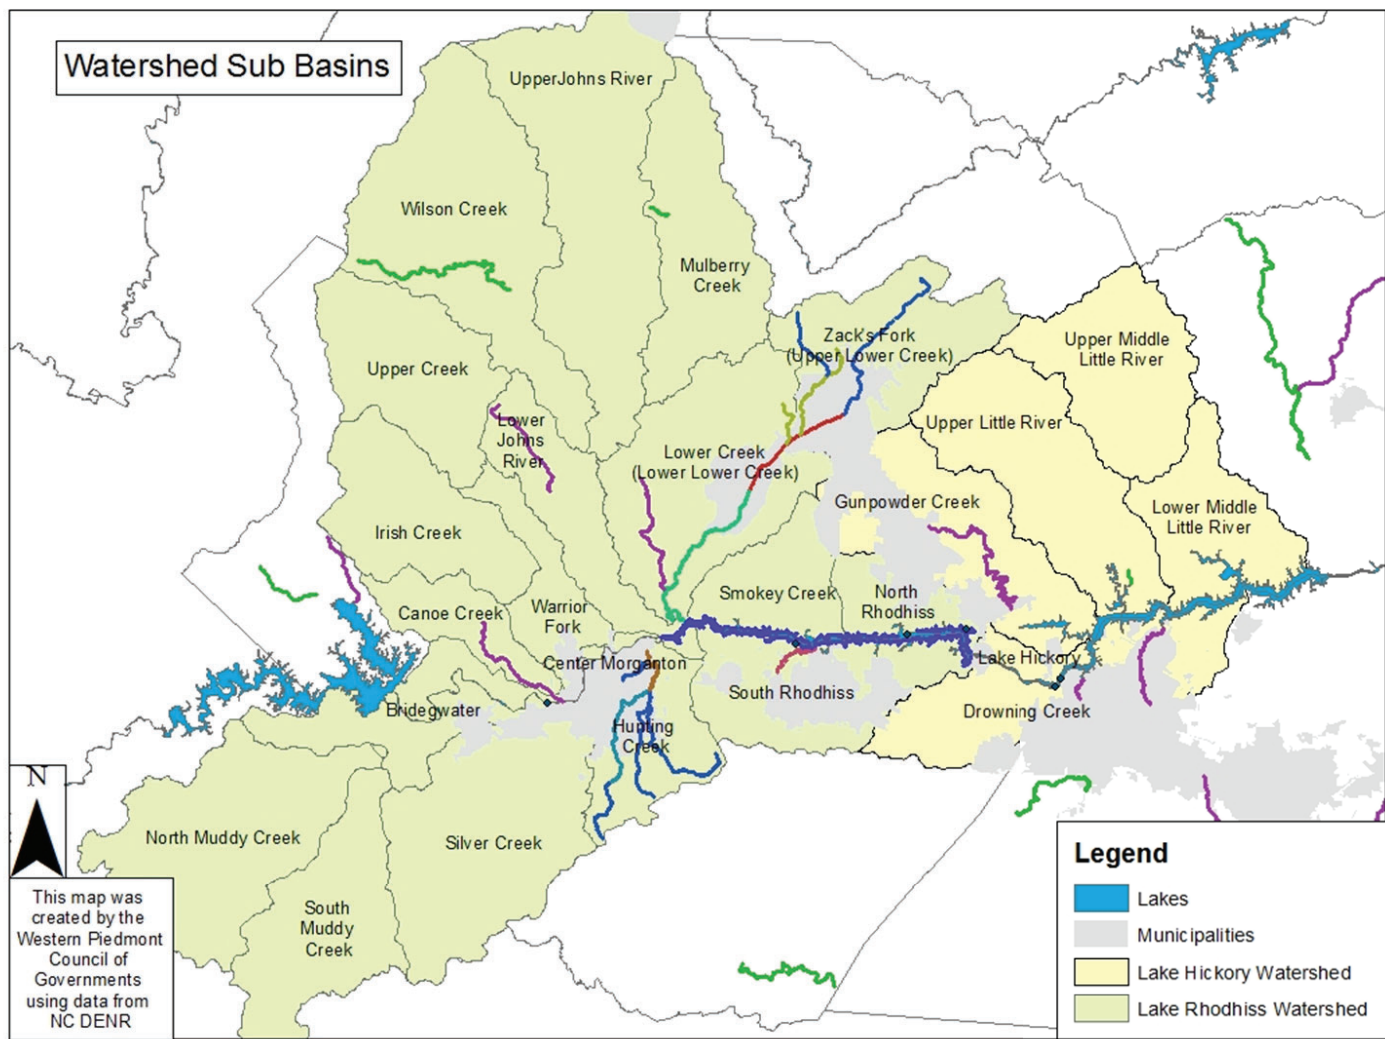 Watershed Sub Basins
UpperJohns River
Wilson Creek
Mulberry
Creek
Zack's Fork
(Upper Lower Creek)
Upper Middle
Little River
Upper Creek
Lower
Johns
River
Upper Little River
Lower Creek
(Lower Lower Creek)
Gunpowder Creek
Lower Middle
Little River
Irish Creek
Canoe Creek
Warrior
Fork
Smokey Creek
North
Rhodhiss
Center Morganton
Lake Hickory
South Rhodhiss
Bridegwater
Drowning Creek
Hunting
Creek
N
North Muddy Creek
Silver Creek
South
Muddy
Creek
This map was
created by the
Western Piedmont
Council of
Governments
using data from
NC DENR
Legend
Lakes
Municipalities
Lake Hickory Watershed
Lake Rhodhiss Watershed